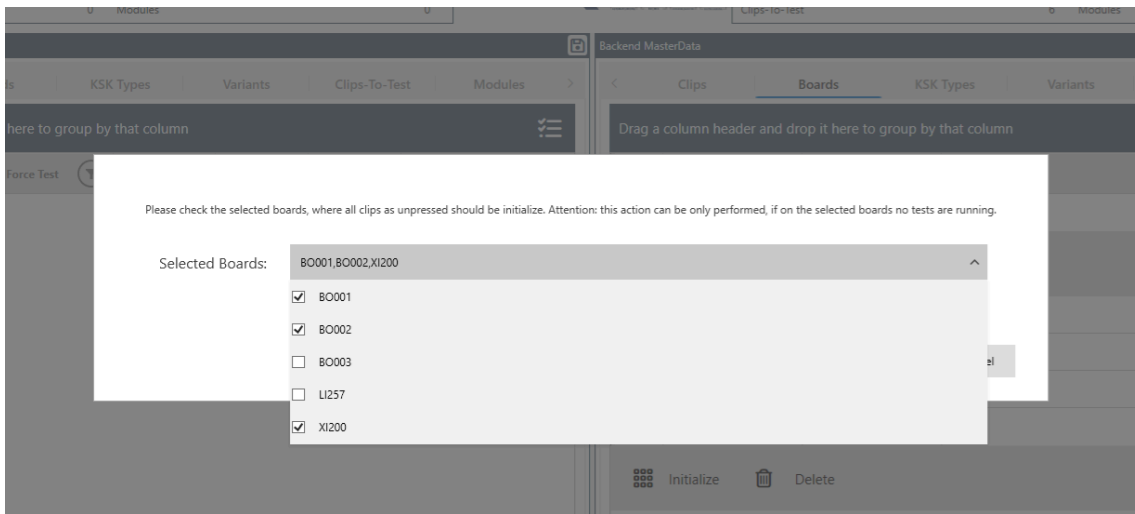 0 Modules 0 Clips-To-Test 6 Modules
Backend MasterData
ls KSK Types Variants Clips-To-Test Modules Clips Boards KSK Types Variants
here to group by that column Drag a column header and drop it here to group by that column
Force Test
Please check the selected boards, where all clips as unpressed should be initialize. Attention: this action can be only performed, if on the selected boards no tests are running.
Selected Boards: BO001,BO002,XI200
BO001
BO002
BO003
el
LI257
XI200
Initialize Delete